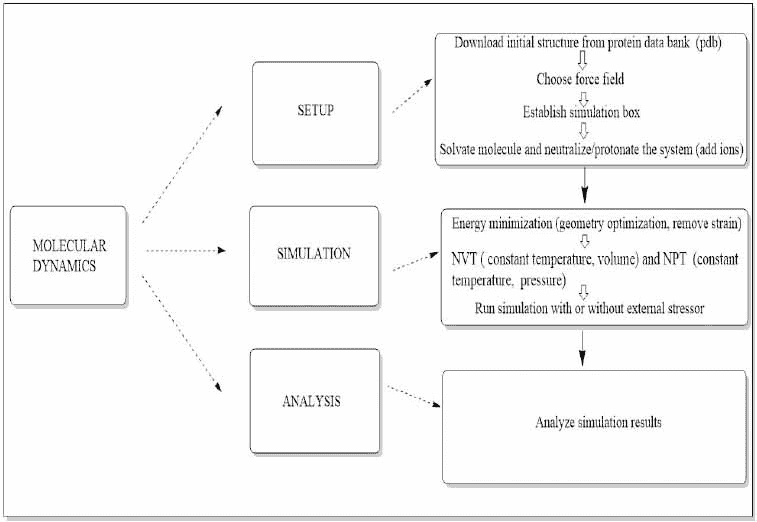 MOLECULAR
DYNAMICS
SETUP
SIMULATION
ANALYSIS
Download initial structure from protein data bank (pdb)
Choose force field
Establish simulation box
Solvate molecule and neutralize/protonate the system (add ions)
Energy minimization (geometry optimization, remove strain)
NVT ( constant temperature, volume) and NPT (constant
temperature, pressure)
Run simulation with or without external stressor
Analyze simulation results